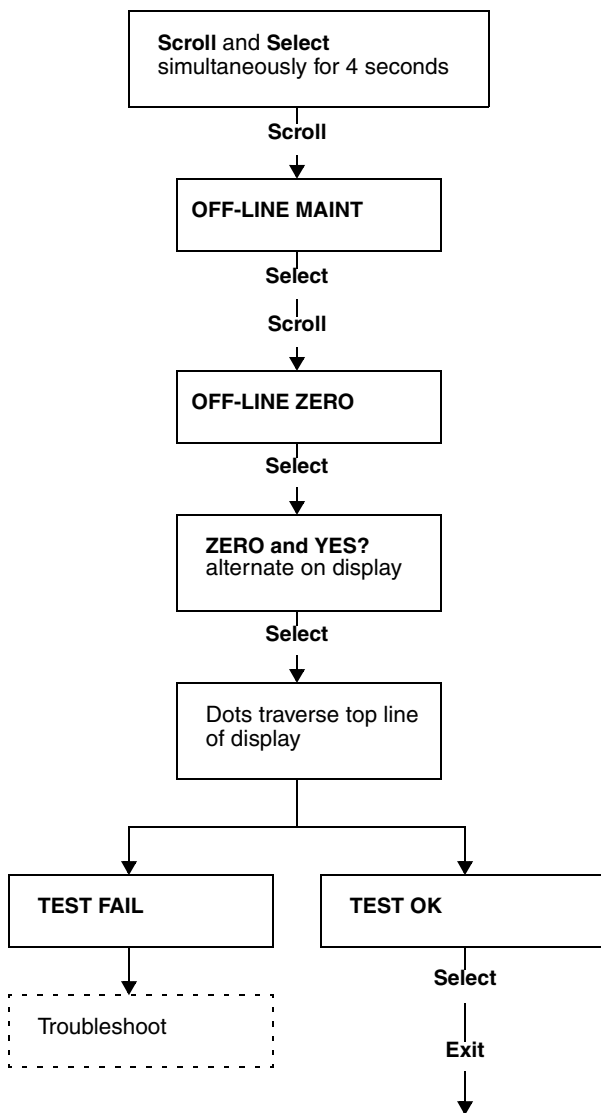 Scroll and Select
simultaneously for 4 seconds
Scroll
OFF-LINE MAINT
Select
Scroll
OFF-LINE ZERO
Select
ZERO and YES?
alternate on display
Select
Dots traverse top line
of display
TEST FAIL
TEST OK
Troubleshoot
Select
Exit